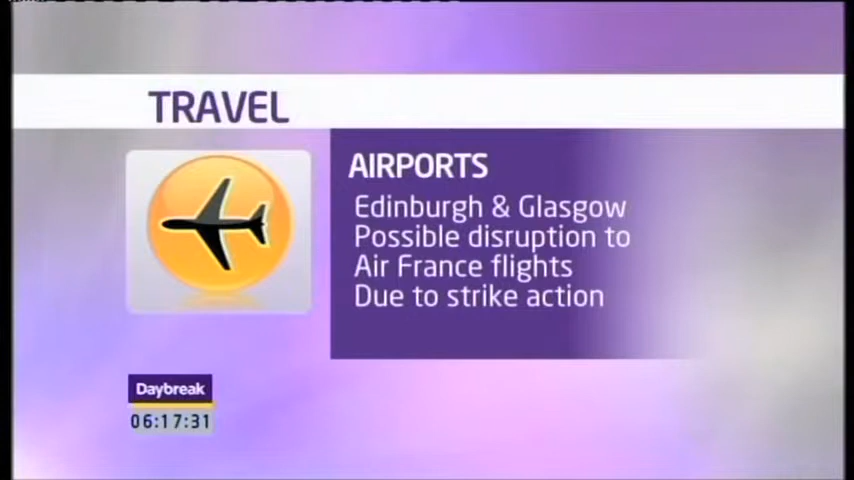 TRAVEL
AIRPORTS
Edinburgh & Glasgow
Possible disruption to
Air France flights
Due to strike action
Daybreak
06:17:31